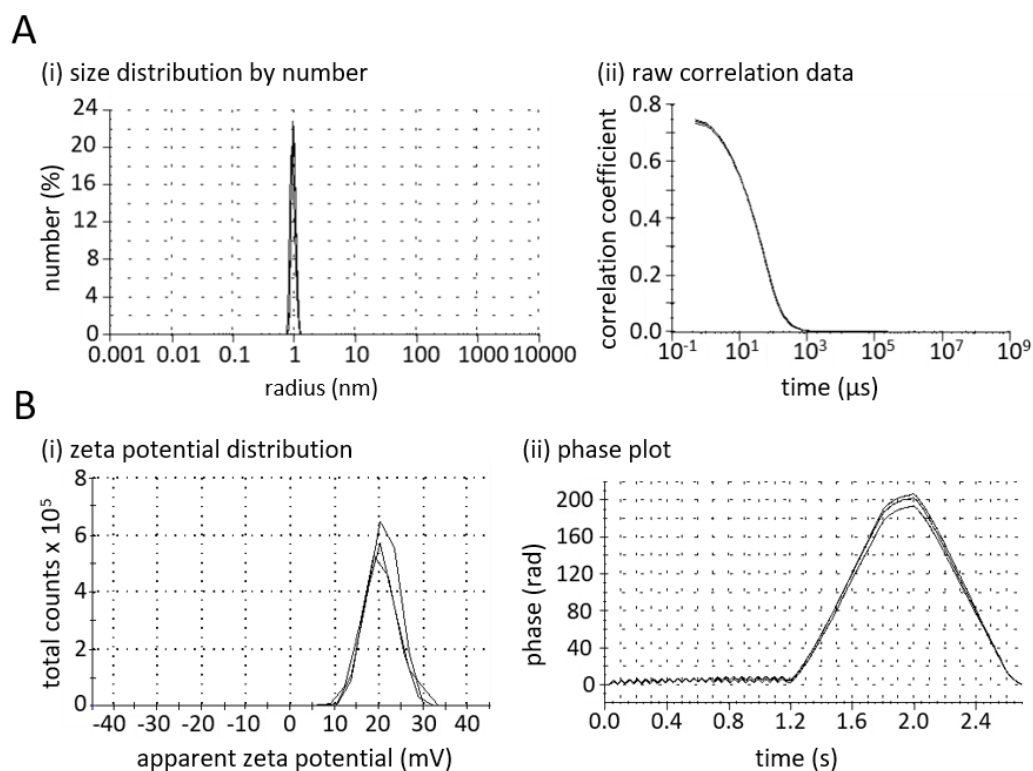 A
(i) size distribution by number
24
20
16
12
8
4
0
number (%)
0.001 0.01 0.1 1 10 100 1000 10000
radius (nm)
(ii) raw correlation data
0.8
0.6
0.4
0.2
0.0
correlation coefficient
10-1 101 103 105 107 109
time (µs)
B
(i) zeta potential distribution
8
6
4
2
0
total counts x 10⁵
-40 -30 -20 -10 0 10 20 30 40
apparent zeta potential (mV)
(ii) phase plot
200
160
120
80
40
0
phase (rad)
0.0 0.4 0.8 1.2 1.6 2.0 2.4
time (s)